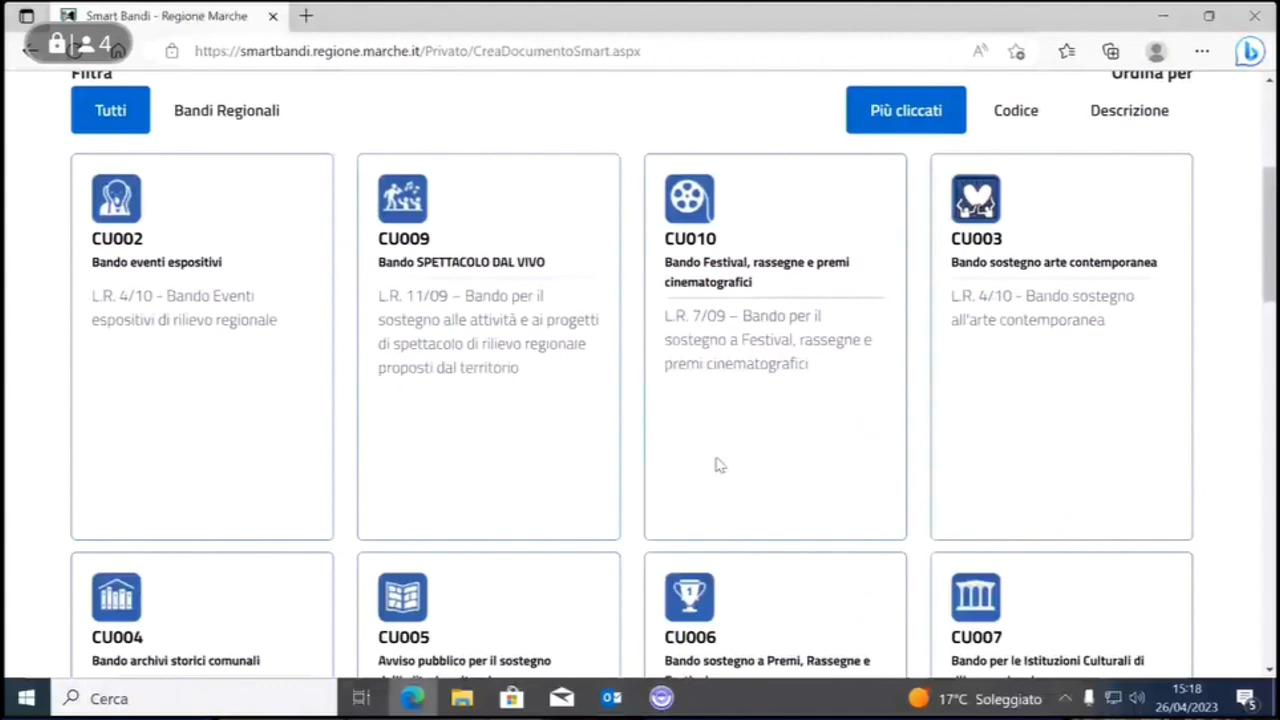 Smart Bandi - Regione Marche
4
https://smartbandi.regione.marche.it/Privato/CreaDocumentoSmart.aspx
Filtra
Ordina per
Tutti
Bandi Regionali
Più cliccati
Codice
Descrizione
CU002
Bando eventi espositivi
L.R. 4/10 - Bando Eventi
espositivi di rilievo regionale
CU009
Bando SPETTACOLO DAL VIVO
L.R. 11/09 – Bando per il
sostegno alle attività e ai progetti
di spettacolo di rilievo regionale
proposti dal territorio
CU010
Bando Festival, rassegne e premi
cinematografici
L.R. 7/09 – Bando per il
sostegno a Festival, rassegne e
premi cinematografici
CU003
Bando sostegno arte contemporanea
L.R. 4/10 - Bando sostegno
all'arte contemporanea
CU004
Bando archivi storici comunali
CU005
Avviso pubblico per il sostegno
CU006
Bando sostegno a Premi, Rassegne e
CU007
Bando per le Istituzioni Culturali di
Cerca
17°C Soleggiato
15:18
26/04/2023
5